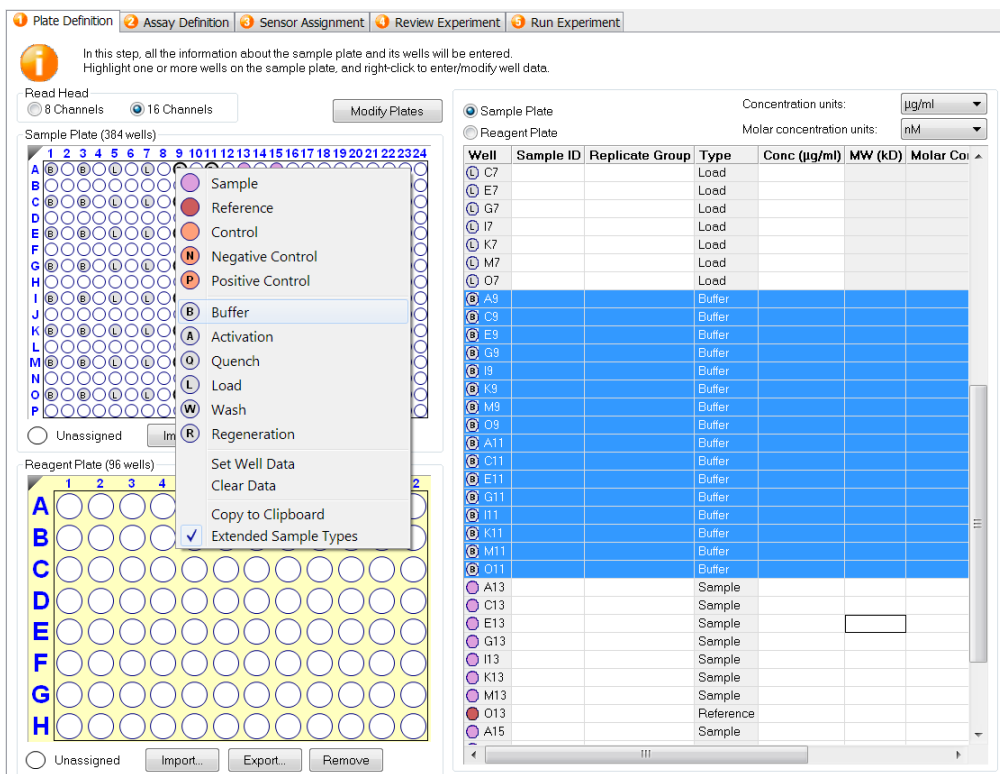 1 Plate Definition 2 Assay Definition 3 Sensor Assignment 4 Review Experiment 5 Run Experiment
In this step, all the information about the sample plate and its wells will be entered.
Highlight one or more wells on the sample plate, and right-click to enter/modify well data.
Read Head
8 Channels 16 Channels
Modify Plates
Sample Plate (384 wells)
1 2 3 4 5 6 7 8 9 10 11 12 13 14 15 16 17 18 19 20 21 22 23 24
A B B L L
B
C B B L L
D
E B B L L
F
G B B L L
H
I B B L L
J
K B B L L
L
M B B L L
N
O B B L L
P
Unassigned Im
Sample
Reference
Control
N Negative Control
P Positive Control
B Buffer
A Activation
Q Quench
L Load
W Wash
R Regeneration
Set Well Data
Clear Data
Copy to Clipboard
✓ Extended Sample Types
Reagent Plate (96 wells)
1 2 3 4 2
A
B
C
D
E
F
G
H
Unassigned Import... Export... Remove
Sample Plate
Reagent Plate
Concentration units: µg/ml
Molar concentration units: nM
Well Sample ID Replicate Group Type Conc (µg/ml) MW (kD) Molar Co
L C7 Load
L E7 Load
L G7 Load
L I7 Load
L K7 Load
L M7 Load
L O7 Load
B A9 Buffer
B C9 Buffer
B E9 Buffer
B G9 Buffer
B I9 Buffer
B K9 Buffer
B M9 Buffer
B O9 Buffer
B A11 Buffer
B C11 Buffer
B E11 Buffer
B G11 Buffer
B I11 Buffer
B K11 Buffer
B M11 Buffer
B O11 Buffer
A13 Sample
C13 Sample
E13 Sample
G13 Sample
I13 Sample
K13 Sample
M13 Sample
O13 Reference
A15 Sample